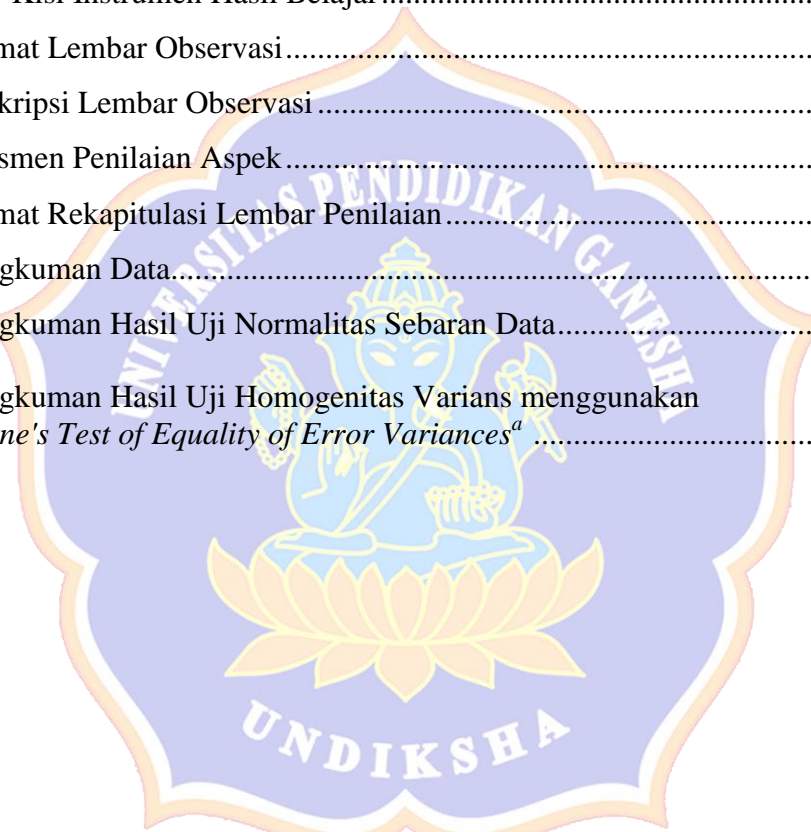 Kisi Instrumen Hasil Belajar................................................
mat Lembar Observasi................................................
kripsi Lembar Observasi................................................
smen Penilaian Aspek................................................
mat Rekapitulasi Lembar Penilaian................................................
gkuman Data................................................
gkuman Hasil Uji Normalitas Sebaran Data................................................
gkuman Hasil Uji Homogenitas Varians menggunakan
ne's Test of Equality of Error Variancesᵃ ................................................
UNIVERSITAS PENDIDIKAN GANESHA
UNDIKSHA